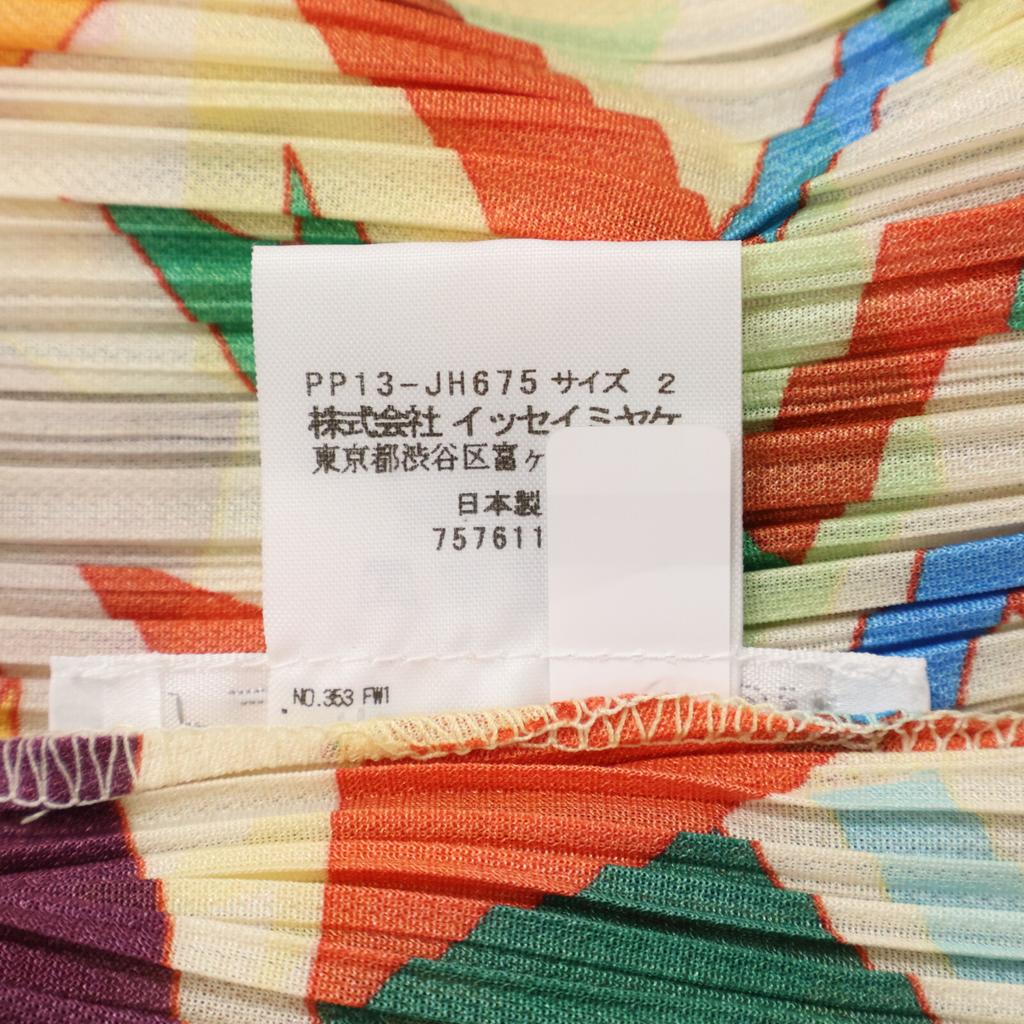 PP13-JH675 サイズ 2
株式会社 イッセイミヤケ
東京都渋谷区富ヶ
日本製
757611
NO.353 FW1